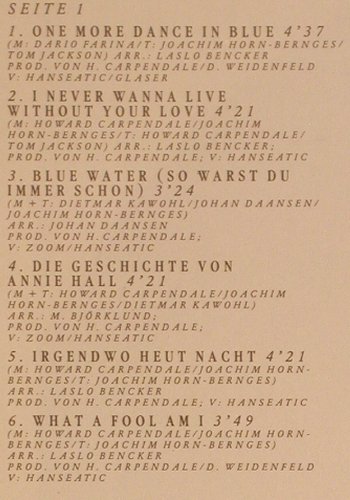 SEITE 1
1. ONE MORE DANCE IN BLUE 4'37
(M: DARIO FARINA/T: JOACHIM HORN-BERNGES/
TOM JACKSON) ARR.: LASLO BENCKER
PROD. VON H. CARPENDALE/D. WEIDENFELD
V: HANSEATIC/GLASER
2. I NEVER WANNA LIVE
WITHOUT YOUR LOVE 4'21
(M: HOWARD CARPENDALE/JOACHIM
HORN-BERNGES/T: HOWARD CARPENDALE/
TOM JACKSON) ARR.: LASLO BENCKER;
PROD. VON H. CARPENDALE; V: HANSEATIC
3. BLUE WATER (SO WARST DU
IMMER SCHON) 3'24
(M + T: DIETMAR KAWOHL/JOHAN DAANSEN/
JOACHIM HORN-BERNGES)
ARR.: JOHAN DAANSEN
PROD. VON H. CARPENDALE;
V: ZOOM/HANSEATIC
4. DIE GESCHICHTE VON
ANNIE HALL 4'21
(M + T: HOWARD CARPENDALE/JOACHIM
HORN-BERNGES/DIETMAR KAWOHL)
ARR.: M. BJÖRKLUND;
PROD. VON H. CARPENDALE;
V: ZOOM/HANSEATIC
5. IRGENDWO HEUT NACHT 4'21
(M: HOWARD CARPENDALE/JOACHIM HORN-
BERNGES/T: JOACHIM HORN-BERNGES)
ARR.: LASLO BENCKER
PROD. VON H. CARPENDALE; V: HANSEATIC
6. WHAT A FOOL AM I 3'49
(M: HOWARD CARPENDALE/JOACHIM HORN-
BERNGES/T: JOACHIM HORN-BERNGES)
ARR.: LASLO BENCKER
PROD. VON H. CARPENDALE/D. WEIDENFELD
V: HANSEATIC